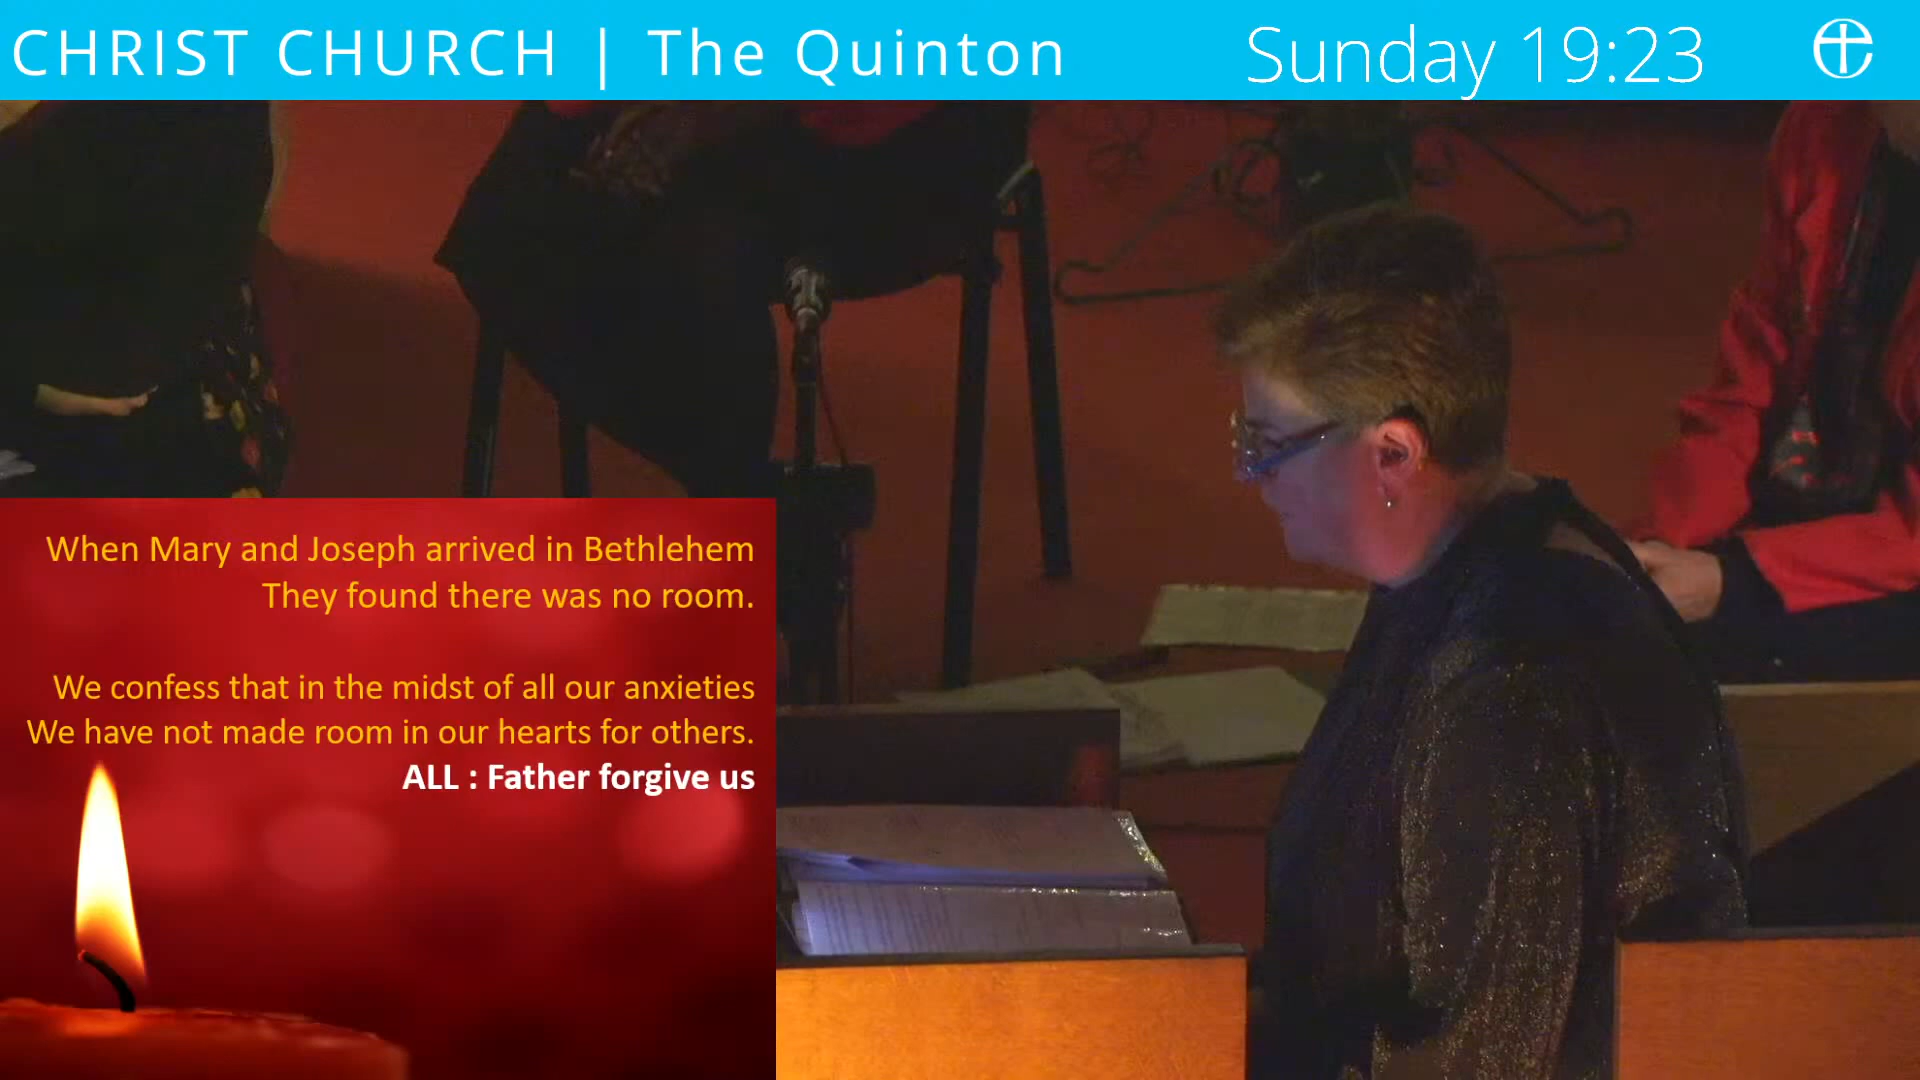 CHRIST CHURCH | The Quinton
Sunday 19:23
When Mary and Joseph arrived in Bethlehem
They found there was no room.
We confess that in the midst of all our anxieties
We have not made room in our hearts for others.
ALL : Father forgive us